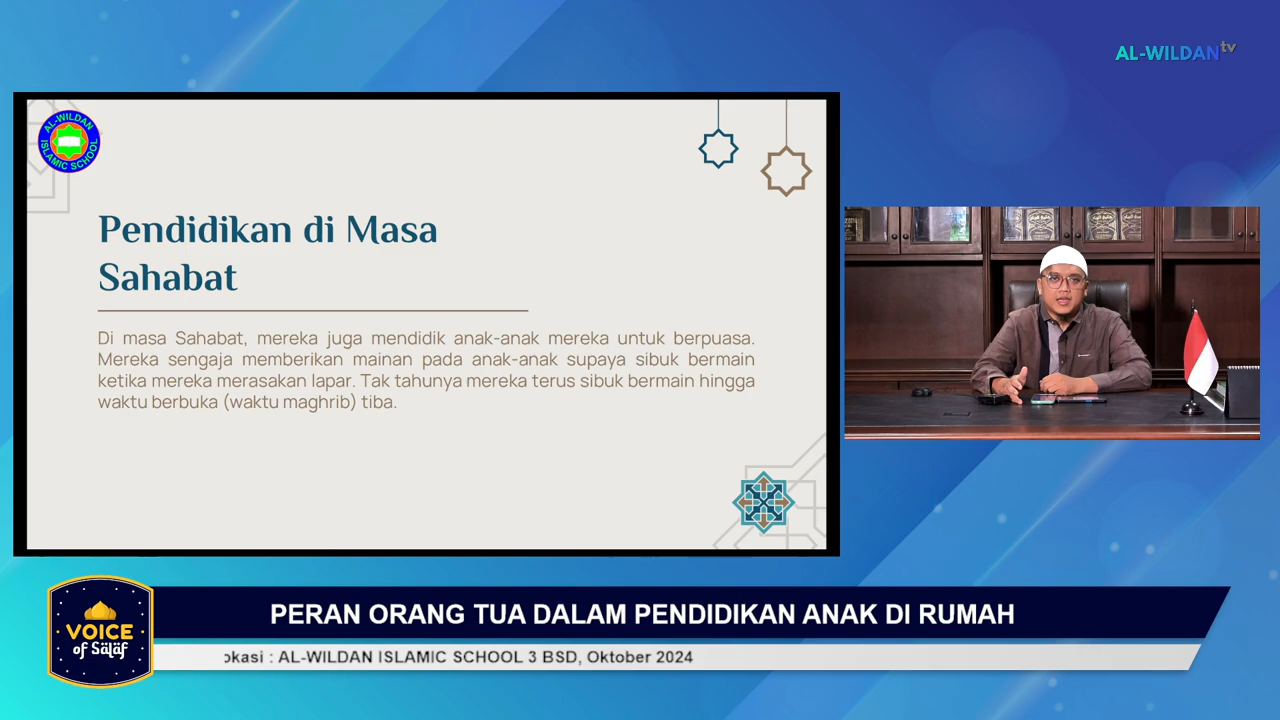 AL-WILDAN tv
AL-WILDAN
ISLAMIC SCHOOL
Pendidikan di Masa
Sahabat
Di masa Sahabat, mereka juga mendidik anak-anak mereka untuk berpuasa.
Mereka sengaja memberikan mainan pada anak-anak supaya sibuk bermain
ketika mereka merasakan lapar. Tak tahunya mereka terus sibuk bermain hingga
waktu berbuka (waktu maghrib) tiba.
VOICE
of Säläf
PERAN ORANG TUA DALAM PENDIDIKAN ANAK DI RUMAH
okasi : AL-WILDAN ISLAMIC SCHOOL 3 BSD, Oktober 2024